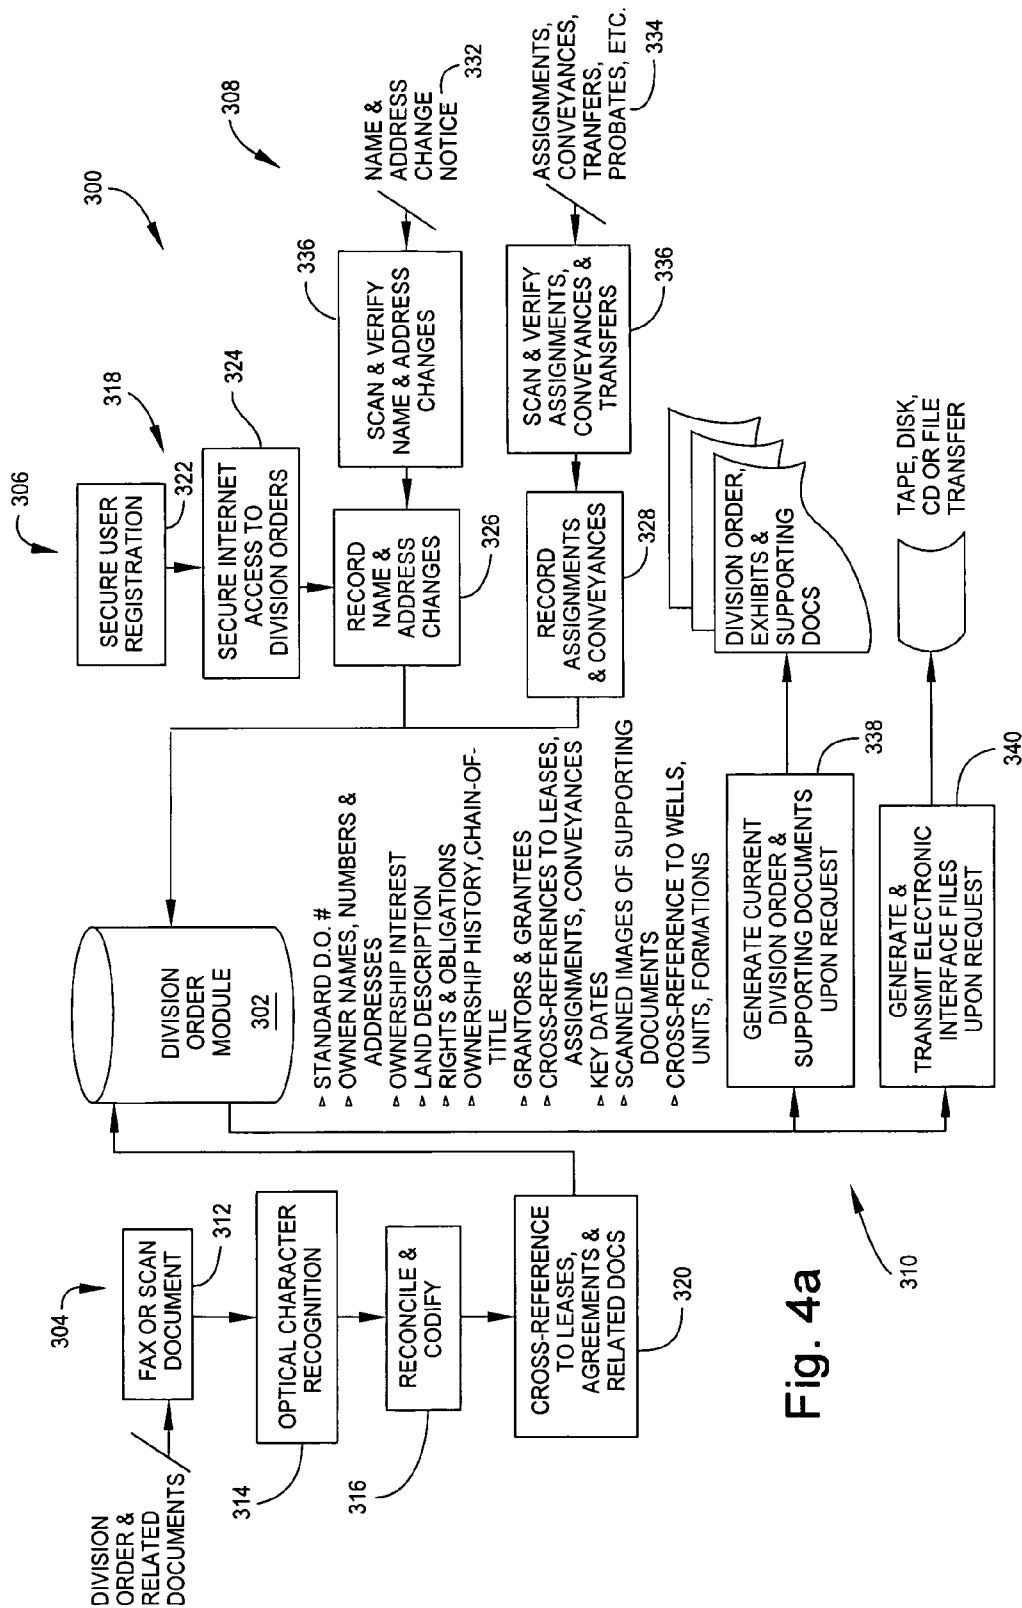 306
300
308
304
SECURE USER
REGISTRATION
322
318
SECURE INTERNET
ACCESS TO
DIVISION ORDERS
324
DIVISION
ORDER &
RELATED
DOCUMENTS
FAX OR SCAN
DOCUMENT
312
OPTICAL CHARACTER
RECOGNITION
314
RECONCILE &
CODIFY
316
CROSS-REFERENCE
TO LEASES,
AGREEMENTS &
RELATED DOCS
320
DIVISION
ORDER
MODULE
302
▹ STANDARD D.O. #
▹ OWNER NAMES, NUMBERS &
ADDRESSES
▹ OWNERSHIP INTEREST
▹ LAND DESCRIPTION
▹ RIGHTS & OBLIGATIONS
▹ OWNERSHIP HISTORY,CHAIN-OF-
TITLE
▹ GRANTORS & GRANTEES
▹ CROSS-REFERENCES TO LEASES,
ASSIGNMENTS, CONVEYANCES
▹ KEY DATES
▹ SCANNED IMAGES OF SUPPORTING
DOCUMENTS
▹ CROSS-REFERENCE TO WELLS,
UNITS, FORMATIONS
RECORD
NAME &
ADDRESS
CHANGES
326
SCAN & VERIFY
NAME & ADDRESS
CHANGES
336
NAME &
ADDRESS
CHANGE
NOTICE
332
RECORD
ASSIGNMENTS
& CONVEYANCES
328
SCAN & VERIFY
ASSIGNMENTS,
CONVEYANCES &
TRANSFERS
336
ASSIGNMENTS,
CONVEYANCES,
TRANFERS,
PROBATES, ETC.
334
GENERATE CURRENT
DIVISION ORDER &
SUPPORTING DOCUMENTS
UPON REQUEST
338
DIVISION ORDER,
EXHIBITS &
SUPPORTING
DOCS
GENERATE &
TRANSMIT ELECTRONIC
INTERFACE FILES
UPON REQUEST
340
TAPE, DISK,
CD OR FILE
TRANSFER
310
Fig. 4a